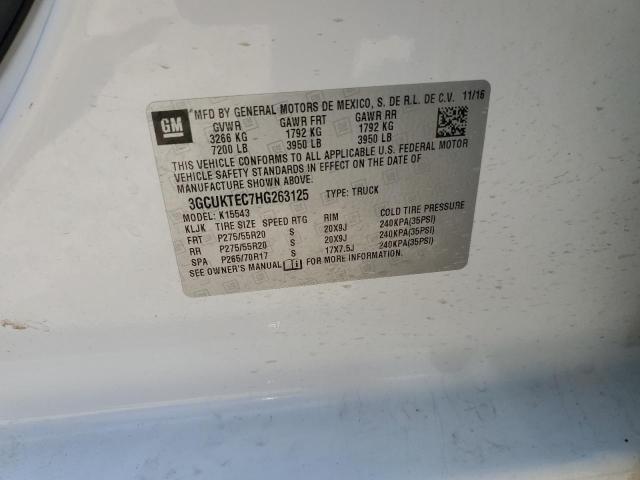 MFD BY GENERAL MOTORS DE MEXICO, S. DE R.L. DE C.V. 11/16
GM
GVWR GAWR FRT GAWR RR
3266 KG 1792 KG 1792 KG
7200 LB 3950 LB 3950 LB
THIS VEHICLE CONFORMS TO ALL APPLICABLE U.S. FEDERAL MOTOR
VEHICLE SAFETY STANDARDS IN EFFECT ON THE DATE OF
MANUFACTURE SHOWN ABOVE.
3GCUKTEC7HG263125 TYPE: TRUCK
MODEL: K15543
KLJK TIRE SIZE SPEED RTG RIM COLD TIRE PRESSURE
FRT P275/55R20 S 20X9J 240KPA(35PSI)
RR P275/55R20 S 20X9J 240KPA(35PSI)
SPA P265/70R17 S 17X7.5J 240KPA(35PSI)
SEE OWNER'S MANUAL FOR MORE INFORMATION.